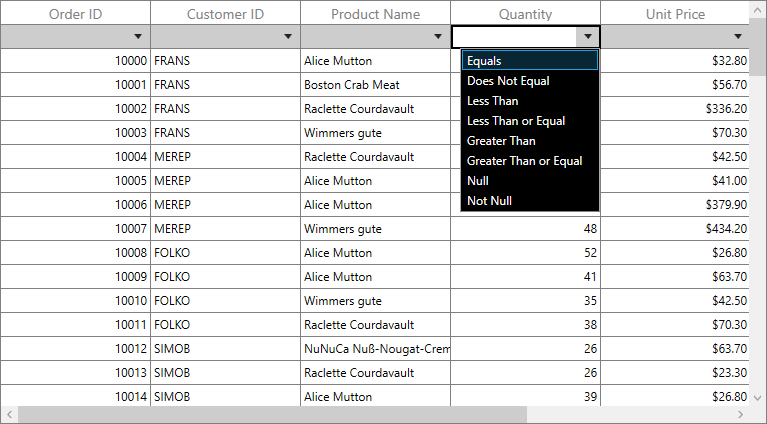 Order ID Customer ID Product Name Quantity Unit Price
10000 FRANS Alice Mutton Equals $32.80
10001 FRANS Boston Crab Meat Does Not Equal $56.70
10002 FRANS Raclette Courdavault Less Than $336.20
10003 FRANS Wimmers gute Less Than or Equal $70.30
10004 MEREP Raclette Courdavault Greater Than $42.50
10005 MEREP Alice Mutton Greater Than or Equal $41.00
10006 MEREP Alice Mutton Null $379.90
Not Null
10007 MEREP Wimmers gute 48 $434.20
10008 FOLKO Alice Mutton 52 $26.80
10009 FOLKO Alice Mutton 41 $63.70
10010 FOLKO Wimmers gute 35 $42.50
10011 FOLKO Raclette Courdavault 38 $70.30
10012 SIMOB NuNuCa Nuß-Nougat-Crem 26 $63.70
10013 SIMOB Raclette Courdavault 26 $23.30
10014 SIMOB Alice Mutton 39 $26.80